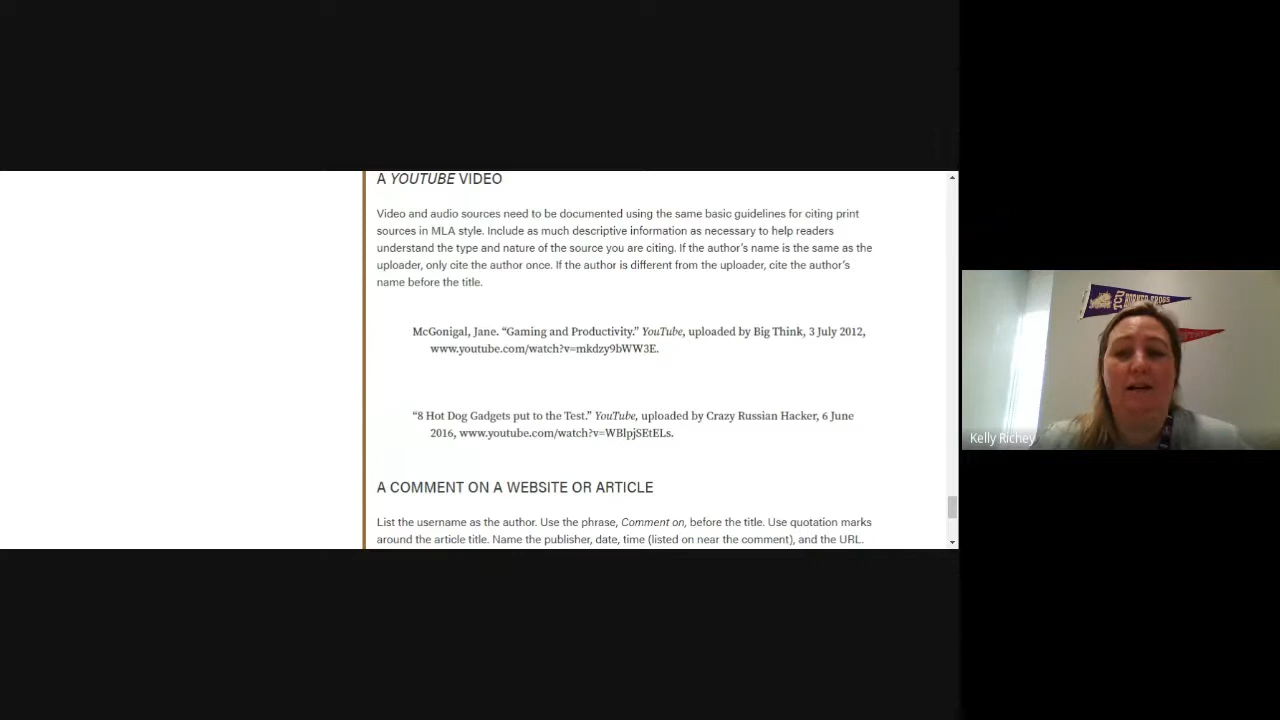 A YOUTUBE VIDEO
Video and audio sources need to be documented using the same basic guidelines for citing print
sources in MLA style. Include as much descriptive information as necessary to help readers
understand the type and nature of the source you are citing. If the author’s name is the same as the
uploader, only cite the author once. If the author is different from the uploader, cite the author’s
name before the title.
McGonigal, Jane. “Gaming and Productivity.” YouTube, uploaded by Big Think, 3 July 2012,
www.youtube.com/watch?v=mkdzy9bWW3E.
“8 Hot Dog Gadgets put to the Test.” YouTube, uploaded by Crazy Russian Hacker, 6 June
2016, www.youtube.com/watch?v=WBlpjSEtELs.
A COMMENT ON A WEBSITE OR ARTICLE
List the username as the author. Use the phrase, Comment on, before the title. Use quotation marks
around the article title. Name the publisher, date, time (listed on near the comment), and the URL.
TCU HORNED FROGS
Kelly Richey